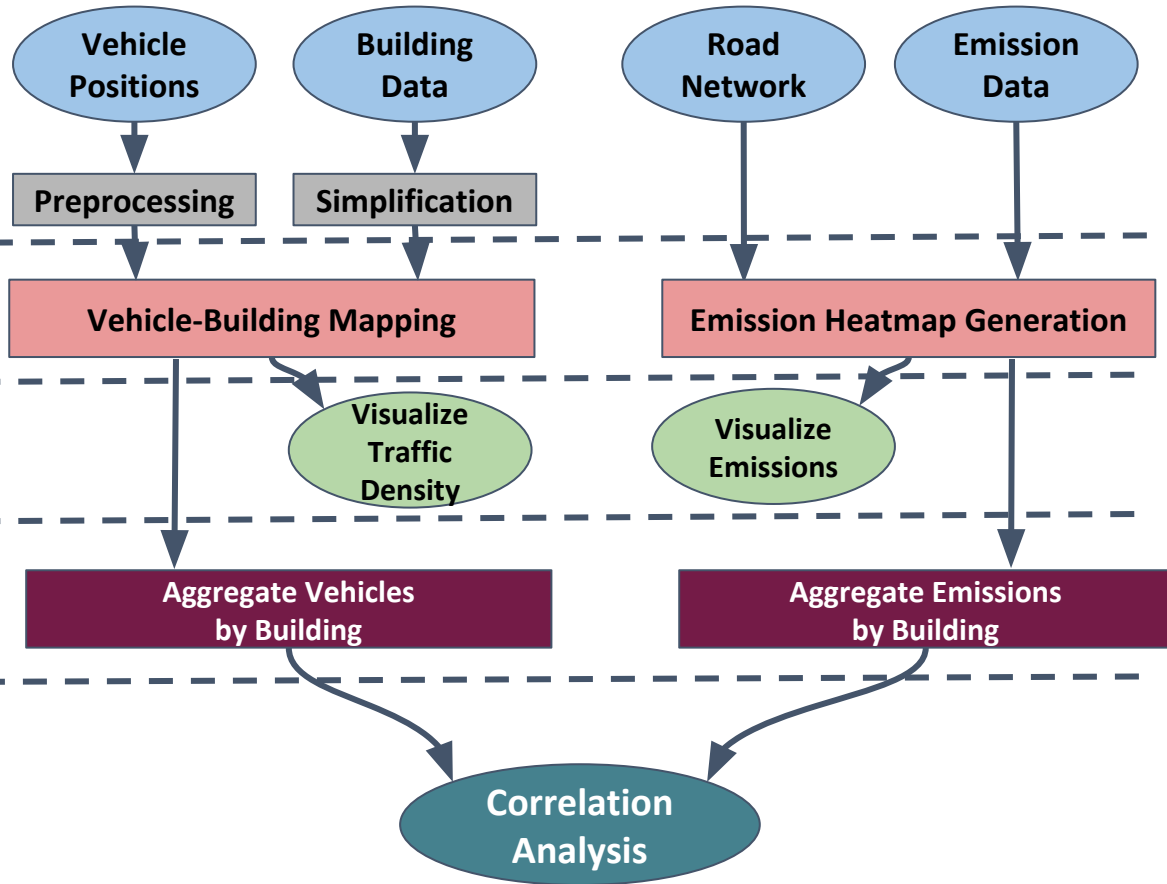 Vehicle
Positions
Building
Data
Road
Network
Emission
Data
Preprocessing
Simplification
Vehicle-Building Mapping
Emission Heatmap Generation
Visualize
Traffic
Density
Visualize
Emissions
Aggregate Vehicles
by Building
Aggregate Emissions
by Building
Correlation
Analysis